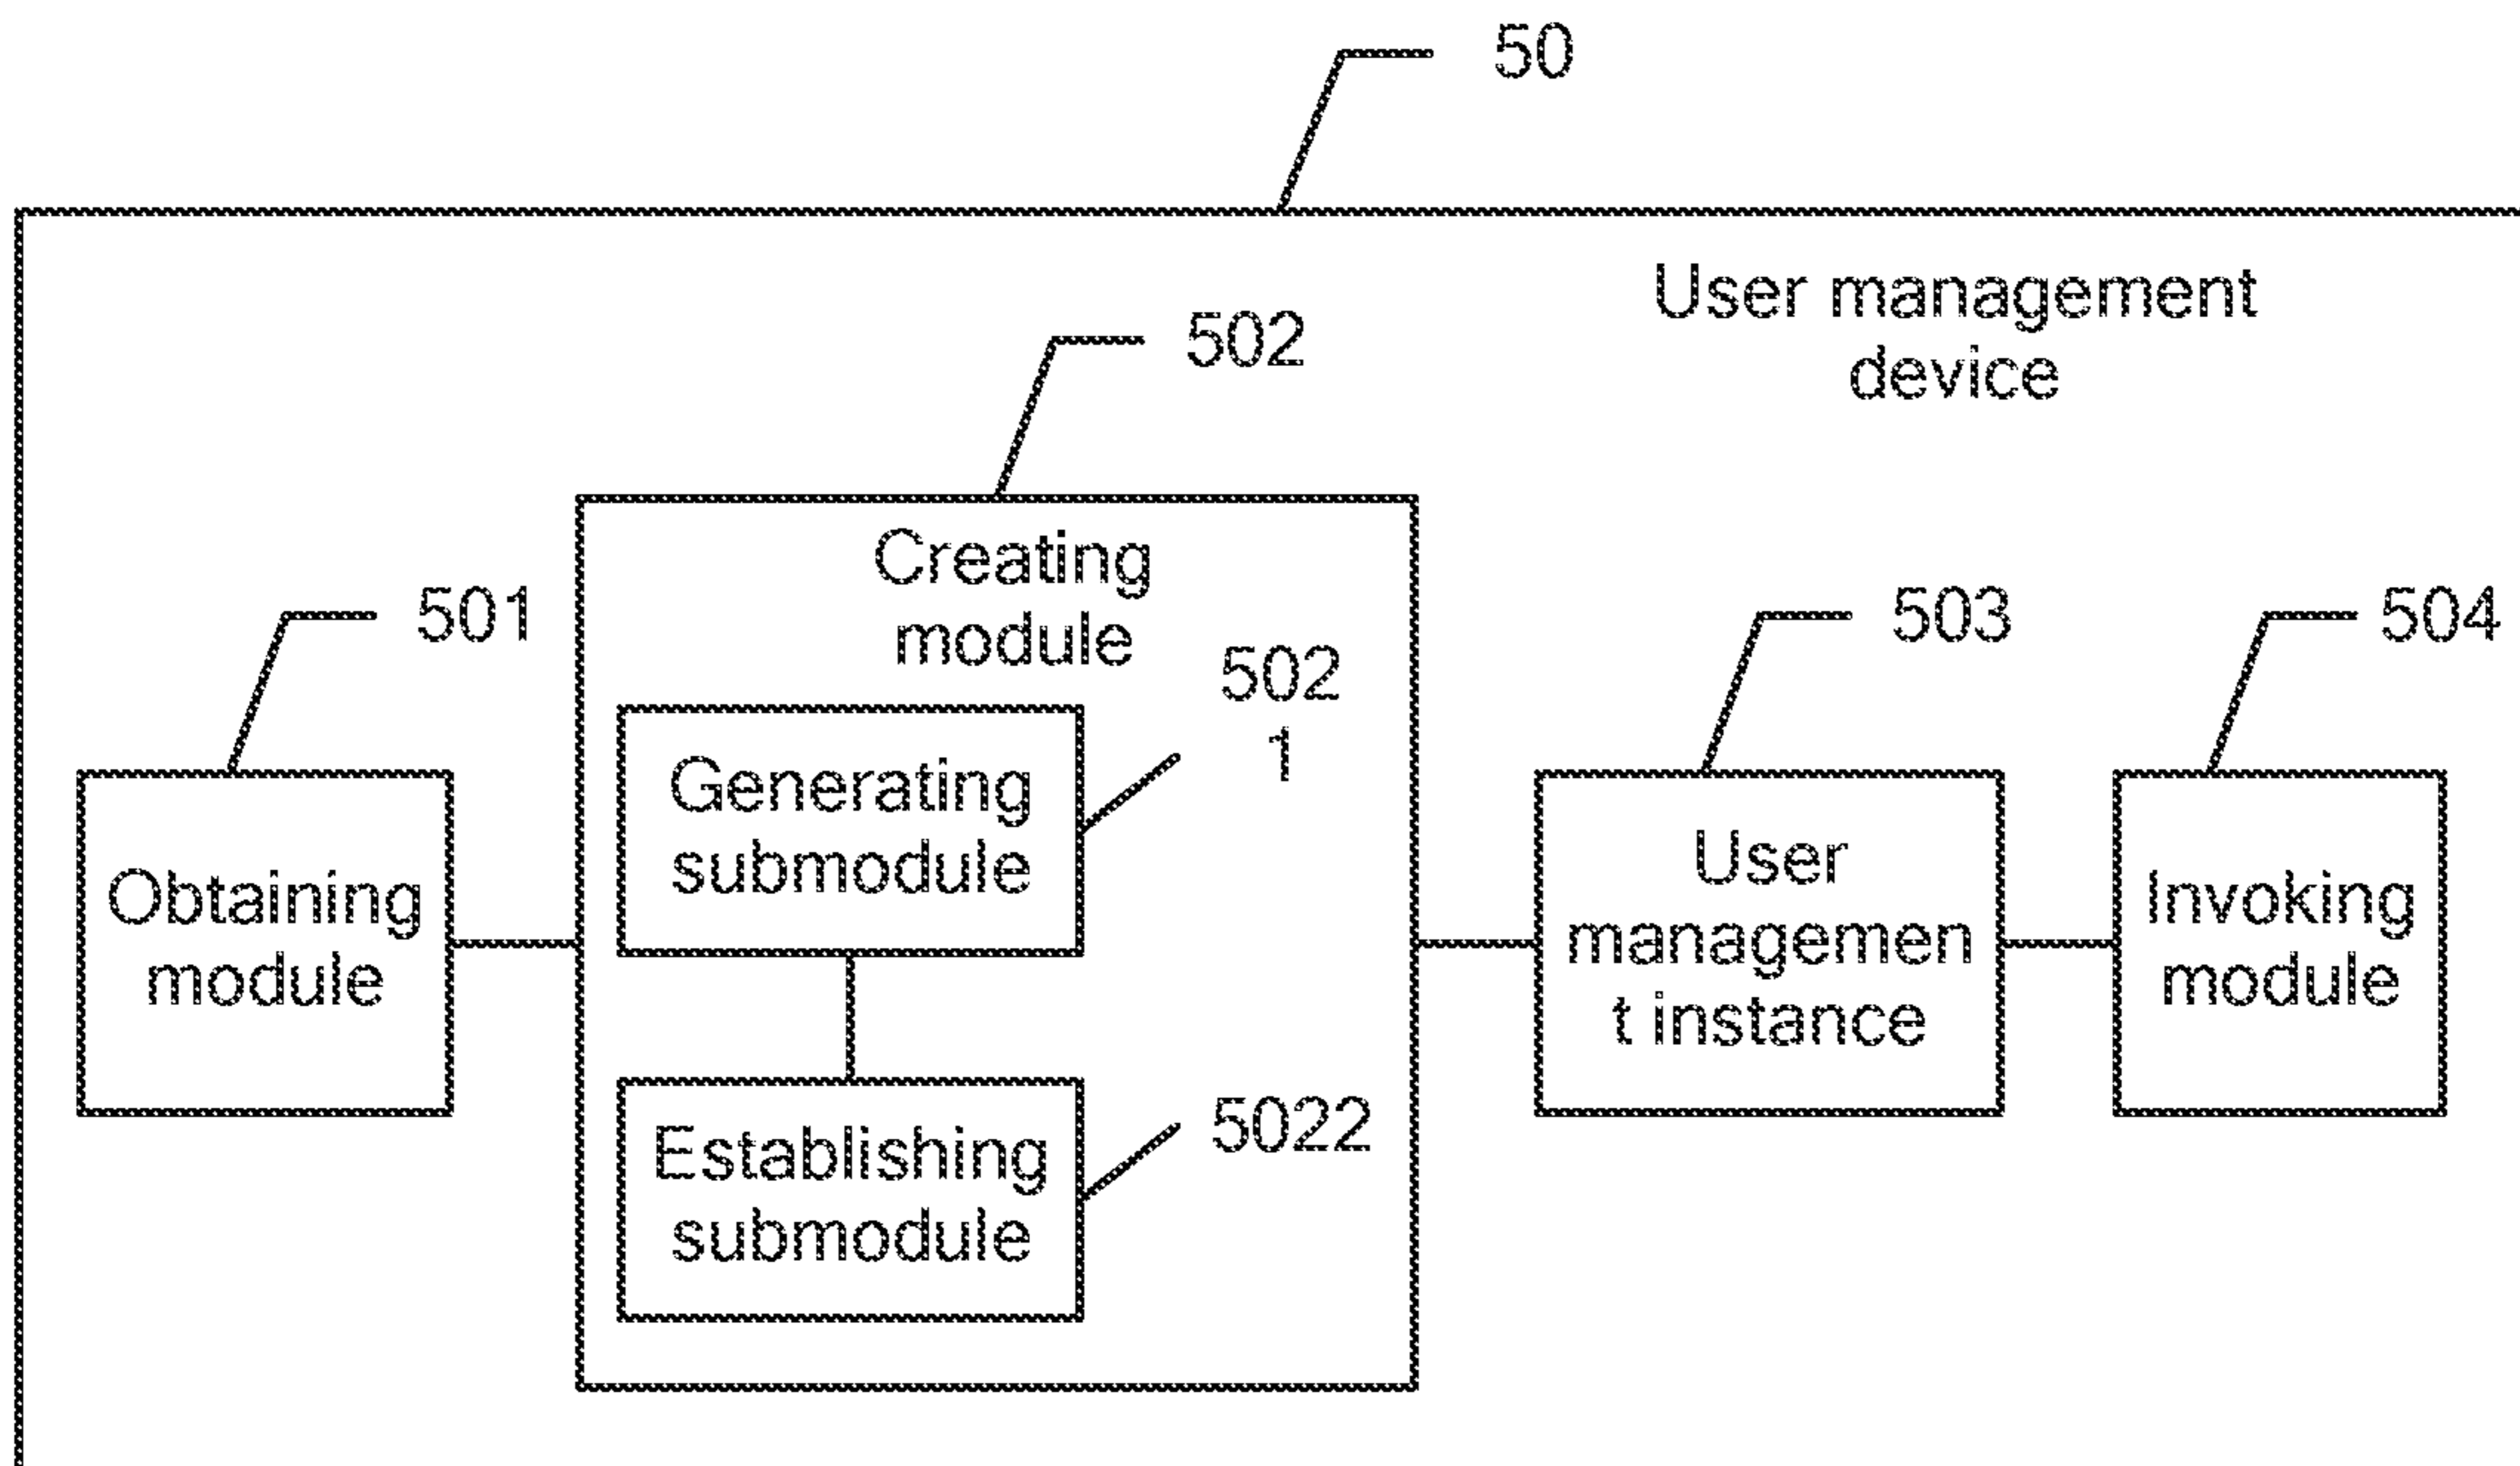 50
User management
device
502
Creating
module
501
503
504
502
1
Generating
submodule
Obtaining
module
User
managemen
t instance
Invoking
module
Establishing
submodule
5022